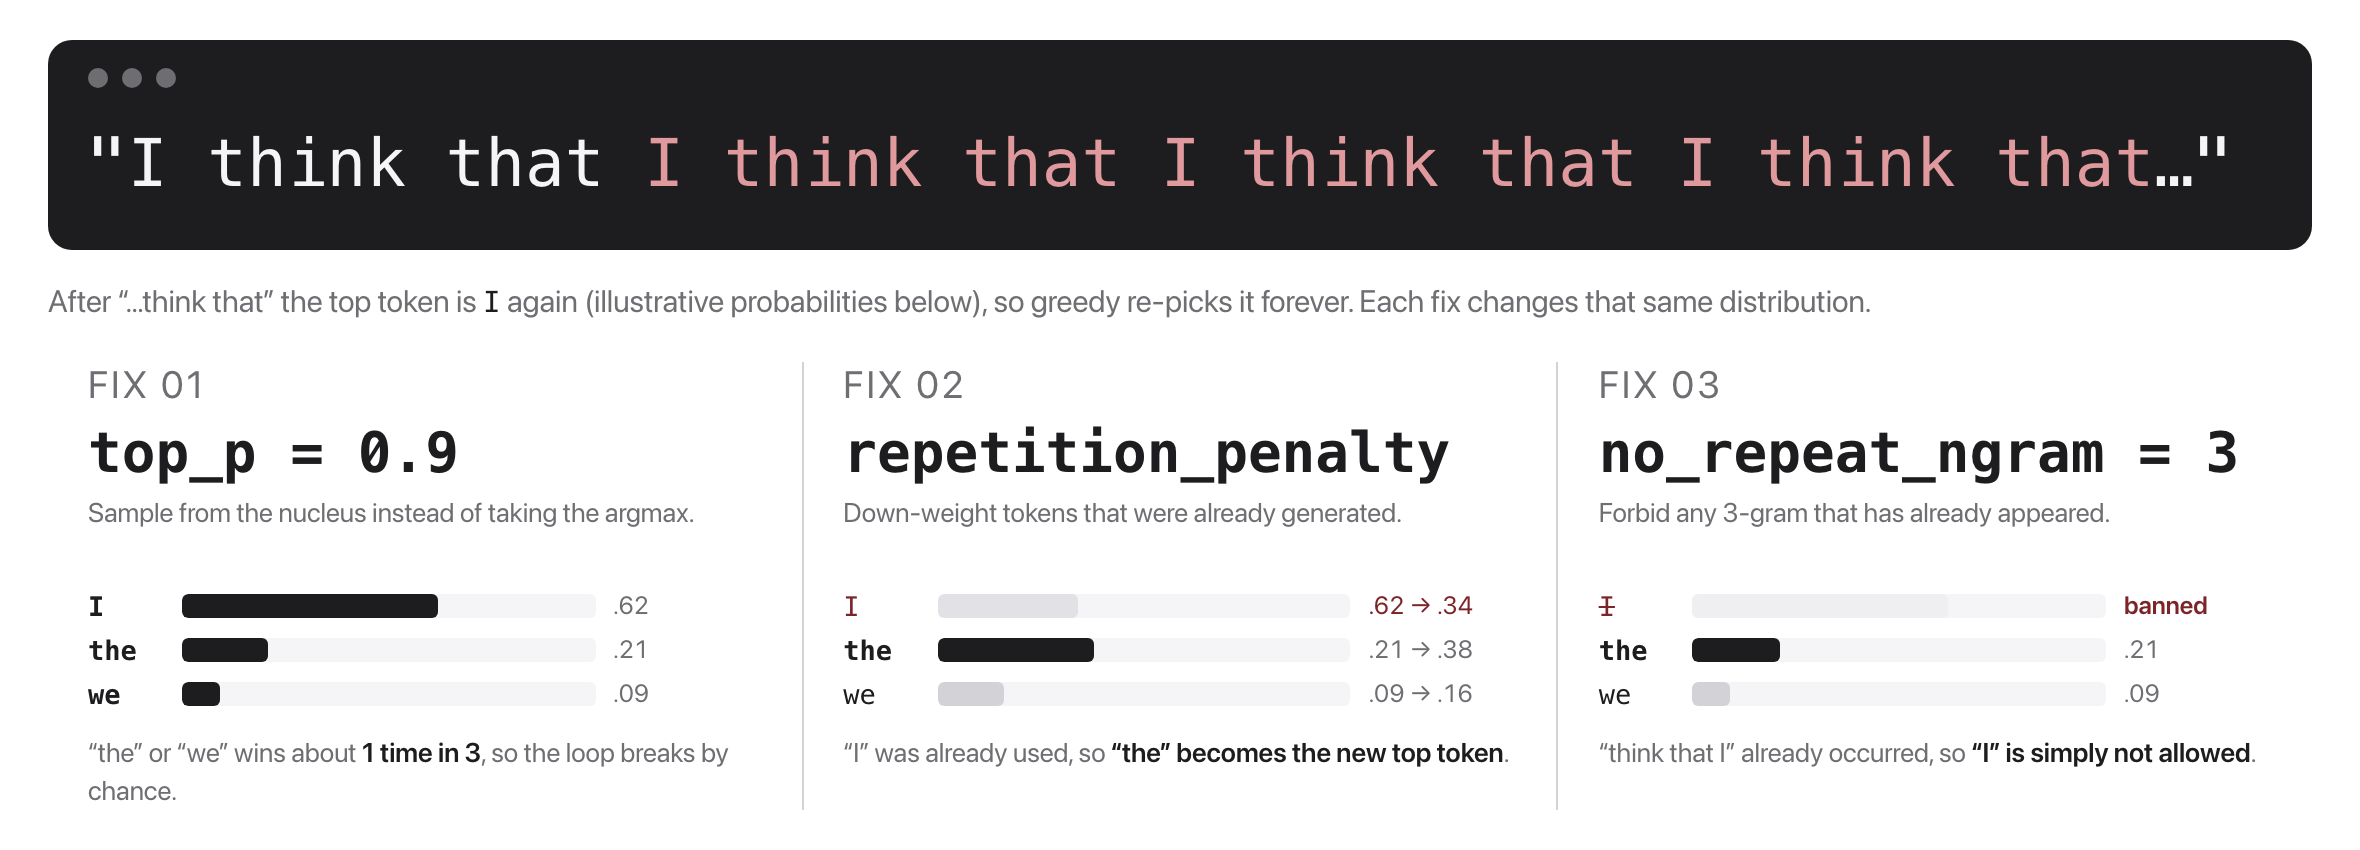 "I think that I think that I think that I think that…"
After “…think that” the top token is I again (illustrative probabilities below), so greedy re-picks it forever. Each fix changes that same distribution.
FIX 01
top_p = 0.9
Sample from the nucleus instead of taking the argmax.
I .62
the .21
we .09
“the” or “we” wins about 1 time in 3, so the loop breaks by
chance.
FIX 02
repetition_penalty
Down-weight tokens that were already generated.
I .62 → .34
the .21 → .38
we .09 → .16
“I” was already used, so “the” becomes the new top token.
FIX 03
no_repeat_ngram = 3
Forbid any 3-gram that has already appeared.
I banned
the .21
we .09
“think that I” already occurred, so “I” is simply not allowed.